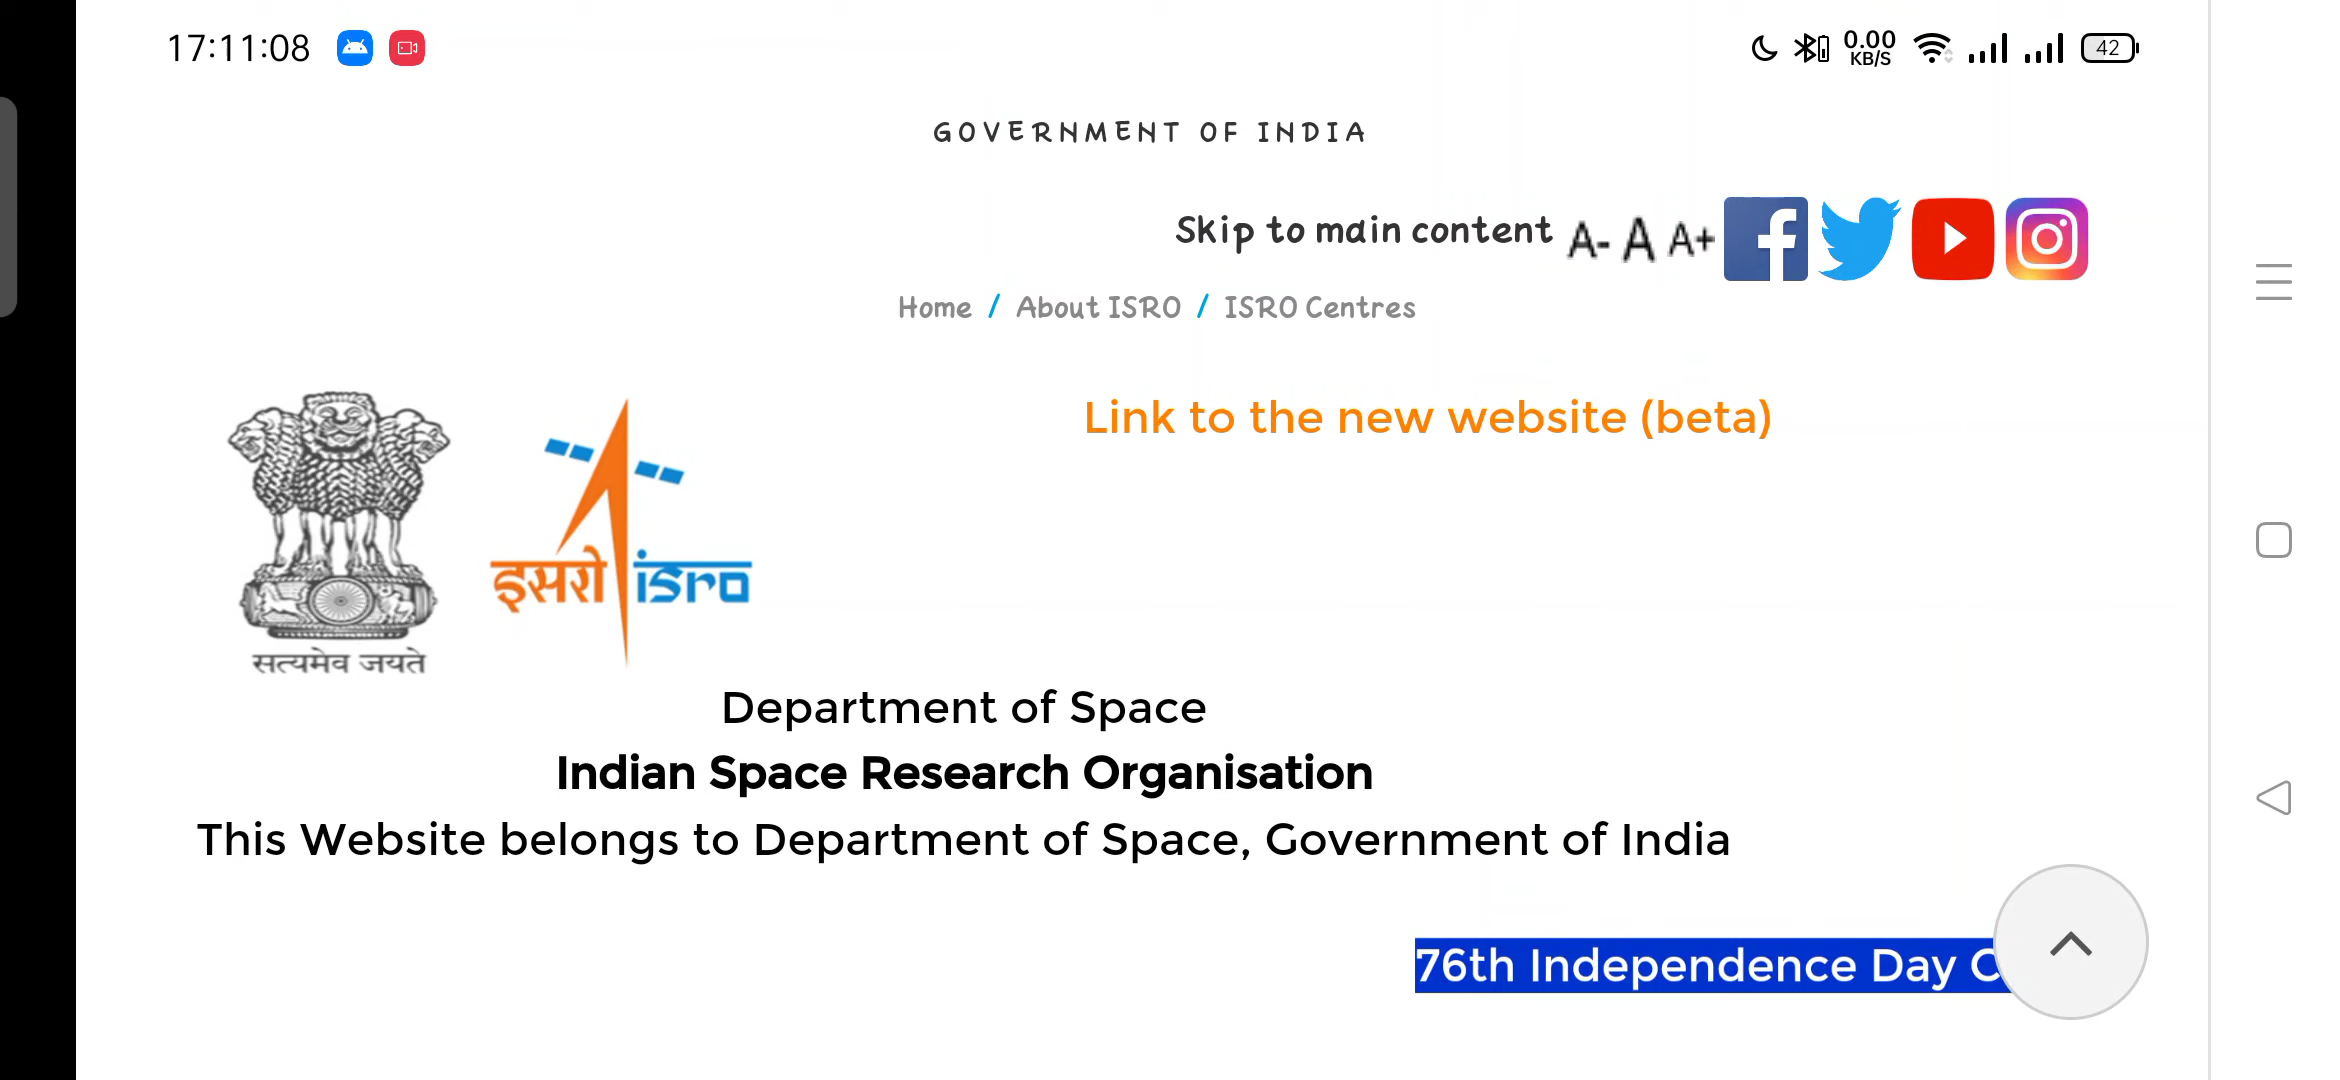 17:11:08 0.00 KB/S 42
GOVERNMENT OF INDIA
Skip to main content A- A A+
Home / About ISRO / ISRO Centres
Link to the new website (beta)
इसरो isro
सत्यमेव जयते
Department of Space
Indian Space Research Organisation
This Website belongs to Department of Space, Government of India
76th Independence Day